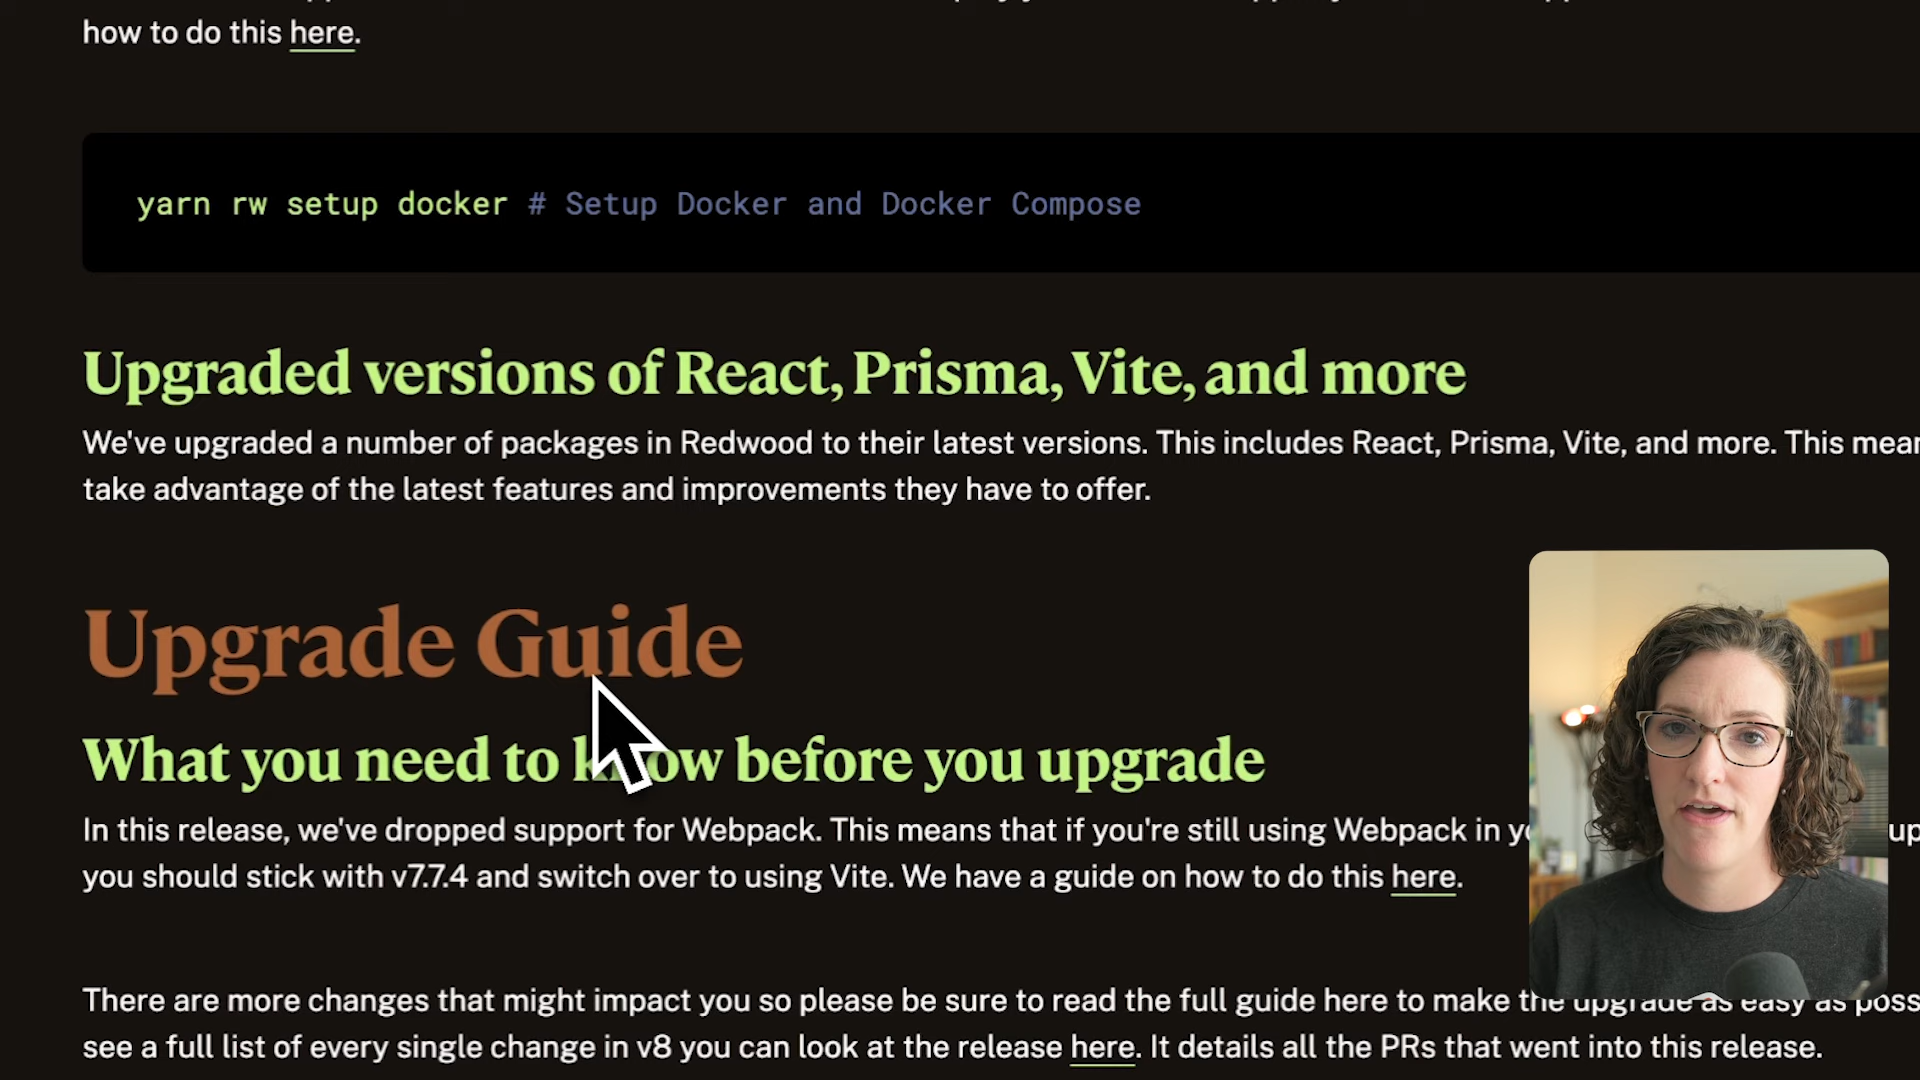 how to do this here.
yarn rw setup docker # Setup Docker and Docker Compose
Upgraded versions of React, Prisma, Vite, and more
We've upgraded a number of packages in Redwood to their latest versions. This includes React, Prisma, Vite, and more. This mean
take advantage of the latest features and improvements they have to offer.
Upgrade Guide
What you need to know before you upgrade
In this release, we've dropped support for Webpack. This means that if you're still using Webpack in
you should stick with v7.7.4 and switch over to using Vite. We have a guide on how to do this here.
There are more changes that might impact you so please be sure to read the full guide here to make the upgrade as easy as poss
see a full list of every single change in v8 you can look at the release here. It details all the PRs that went into this release.